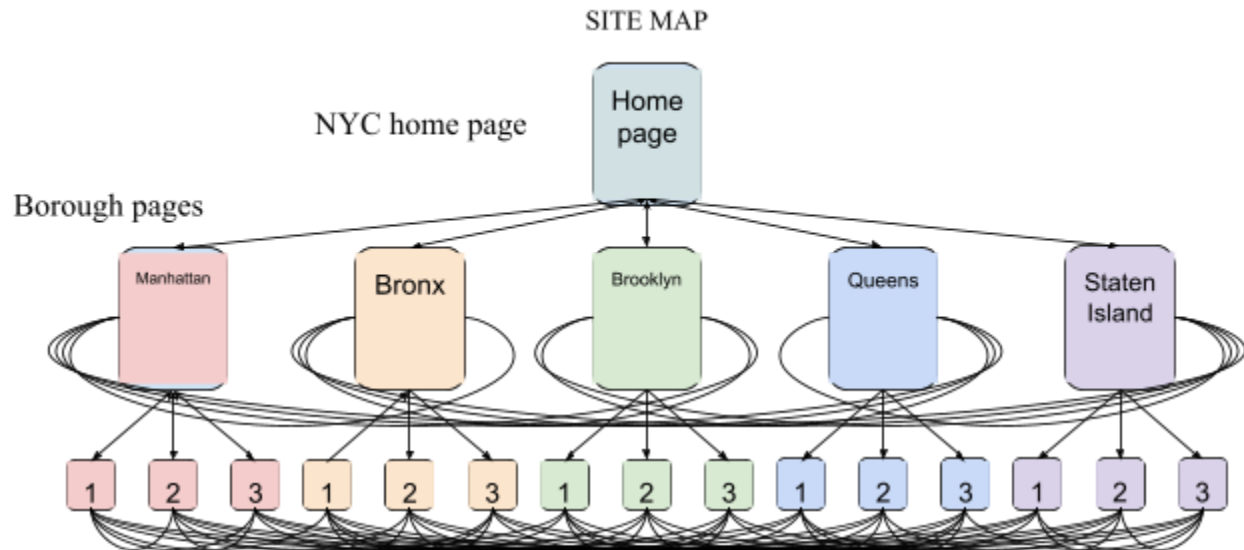 SITE MAP
Home
page
NYC home page
Borough pages
Manhattan
Bronx
Brooklyn
Queens
Staten
Island
1 2 3 1 2 3 1 2 3 1 2 3 1 2 3